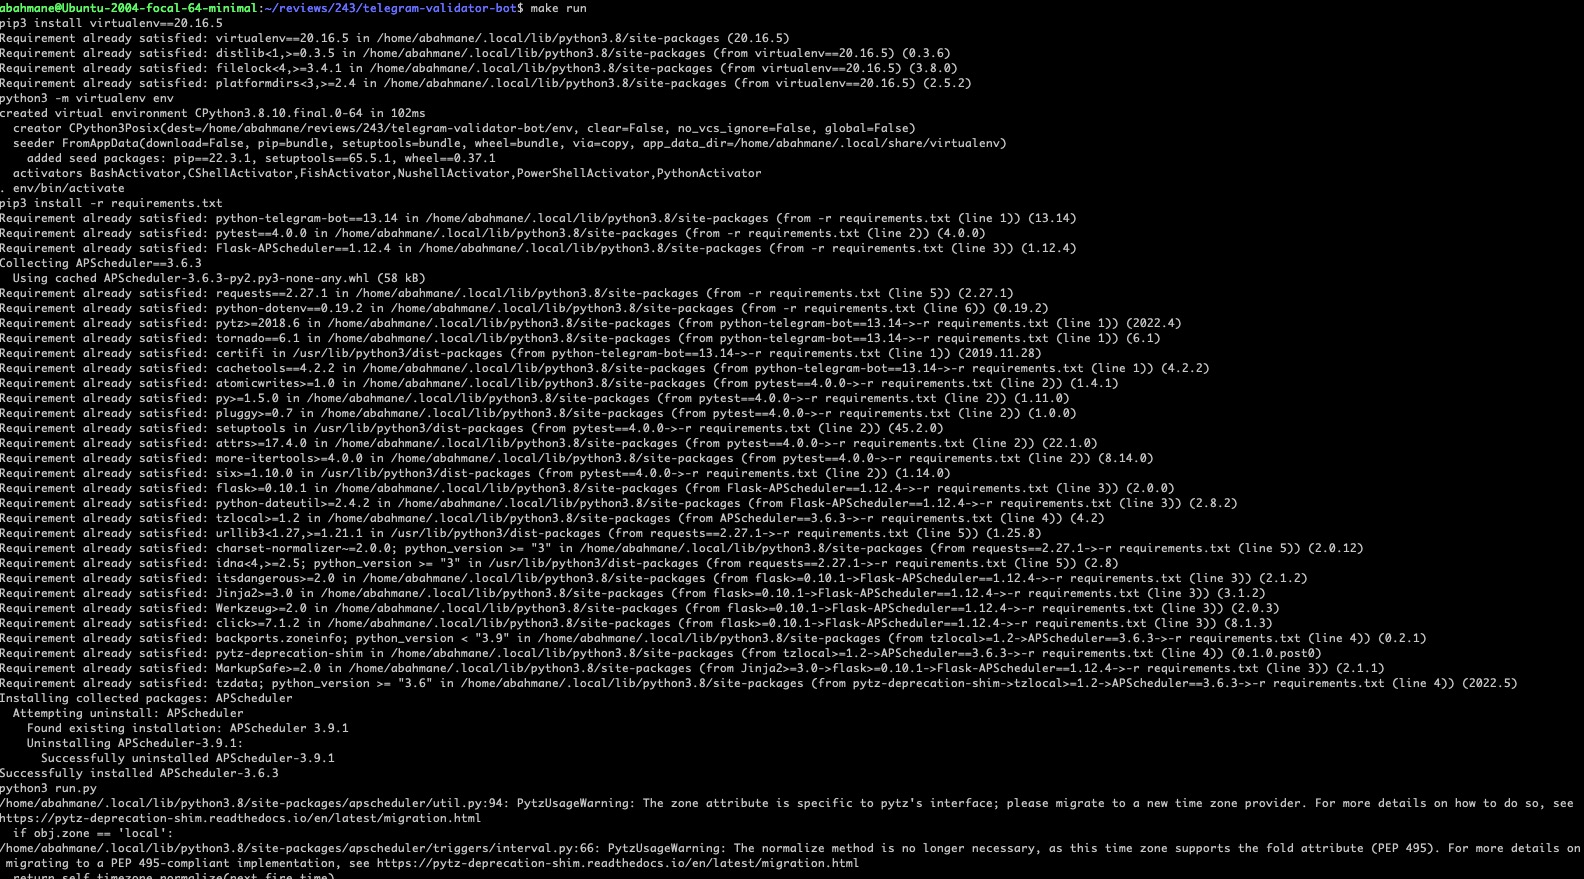 abahmane@Ubuntu-2004-focal-64-minimal:~/reviews/243/telegram-validator-bot$ make run
pip3 install virtualenv==20.16.5
Requirement already satisfied: virtualenv==20.16.5 in /home/abahmane/.local/lib/python3.8/site-packages (20.16.5)
Requirement already satisfied: distlib<1,>=0.3.5 in /home/abahmane/.local/lib/python3.8/site-packages (from virtualenv==20.16.5) (0.3.6)
Requirement already satisfied: filelock<4,>=3.4.1 in /home/abahmane/.local/lib/python3.8/site-packages (from virtualenv==20.16.5) (3.8.0)
Requirement already satisfied: platformdirs<3,>=2.4 in /home/abahmane/.local/lib/python3.8/site-packages (from virtualenv==20.16.5) (2.5.2)
python3 -m virtualenv env
created virtual environment CPython3.8.10.final.0-64 in 102ms
  creator CPython3Posix(dest=/home/abahmane/reviews/243/telegram-validator-bot/env, clear=False, no_vcs_ignore=False, global=False)
  seeder FromAppData(download=False, pip=bundle, setuptools=bundle, wheel=bundle, via=copy, app_data_dir=/home/abahmane/.local/share/virtualenv)
    added seed packages: pip==22.3.1, setuptools==65.5.1, wheel==0.37.1
  activators BashActivator,CShellActivator,FishActivator,NushellActivator,PowerShellActivator,PythonActivator
. env/bin/activate
pip3 install -r requirements.txt
Requirement already satisfied: python-telegram-bot==13.14 in /home/abahmane/.local/lib/python3.8/site-packages (from -r requirements.txt (line 1)) (13.14)
Requirement already satisfied: pytest==4.0.0 in /home/abahmane/.local/lib/python3.8/site-packages (from -r requirements.txt (line 2)) (4.0.0)
Requirement already satisfied: Flask-APScheduler==1.12.4 in /home/abahmane/.local/lib/python3.8/site-packages (from -r requirements.txt (line 3)) (1.12.4)
Collecting APScheduler==3.6.3
  Using cached APScheduler-3.6.3-py2.py3-none-any.whl (58 kB)
Requirement already satisfied: requests==2.27.1 in /home/abahmane/.local/lib/python3.8/site-packages (from -r requirements.txt (line 5)) (2.27.1)
Requirement already satisfied: python-dotenv==0.19.2 in /home/abahmane/.local/lib/python3.8/site-packages (from -r requirements.txt (line 6)) (0.19.2)
Requirement already satisfied: pytz>=2018.6 in /home/abahmane/.local/lib/python3.8/site-packages (from python-telegram-bot==13.14->-r requirements.txt (line 1)) (2022.4)
Requirement already satisfied: tornado==6.1 in /home/abahmane/.local/lib/python3.8/site-packages (from python-telegram-bot==13.14->-r requirements.txt (line 1)) (6.1)
Requirement already satisfied: certifi in /usr/lib/python3/dist-packages (from python-telegram-bot==13.14->-r requirements.txt (line 1)) (2019.11.28)
Requirement already satisfied: cachetools==4.2.2 in /home/abahmane/.local/lib/python3.8/site-packages (from python-telegram-bot==13.14->-r requirements.txt (line 1)) (4.2.2)
Requirement already satisfied: atomicwrites>=1.0 in /home/abahmane/.local/lib/python3.8/site-packages (from pytest==4.0.0->-r requirements.txt (line 2)) (1.4.1)
Requirement already satisfied: py>=1.5.0 in /home/abahmane/.local/lib/python3.8/site-packages (from pytest==4.0.0->-r requirements.txt (line 2)) (1.11.0)
Requirement already satisfied: pluggy>=0.7 in /home/abahmane/.local/lib/python3.8/site-packages (from pytest==4.0.0->-r requirements.txt (line 2)) (1.0.0)
Requirement already satisfied: setuptools in /usr/lib/python3/dist-packages (from pytest==4.0.0->-r requirements.txt (line 2)) (45.2.0)
Requirement already satisfied: attrs>=17.4.0 in /home/abahmane/.local/lib/python3.8/site-packages (from pytest==4.0.0->-r requirements.txt (line 2)) (22.1.0)
Requirement already satisfied: more-itertools>=4.0.0 in /home/abahmane/.local/lib/python3.8/site-packages (from pytest==4.0.0->-r requirements.txt (line 2)) (8.14.0)
Requirement already satisfied: six>=1.10.0 in /usr/lib/python3/dist-packages (from pytest==4.0.0->-r requirements.txt (line 2)) (1.14.0)
Requirement already satisfied: flask>=0.10.1 in /home/abahmane/.local/lib/python3.8/site-packages (from Flask-APScheduler==1.12.4->-r requirements.txt (line 3)) (2.0.0)
Requirement already satisfied: python-dateutil>=2.4.2 in /home/abahmane/.local/lib/python3.8/site-packages (from Flask-APScheduler==1.12.4->-r requirements.txt (line 3)) (2.8.2)
Requirement already satisfied: tzlocal>=1.2 in /home/abahmane/.local/lib/python3.8/site-packages (from APScheduler==3.6.3->-r requirements.txt (line 4)) (4.2)
Requirement already satisfied: urllib3<1.27,>=1.21.1 in /usr/lib/python3/dist-packages (from requests==2.27.1->-r requirements.txt (line 5)) (1.25.8)
Requirement already satisfied: charset-normalizer~=2.0.0; python_version >= "3" in /home/abahmane/.local/lib/python3.8/site-packages (from requests==2.27.1->-r requirements.txt (line 5)) (2.0.12)
Requirement already satisfied: idna<4,>=2.5; python_version >= "3" in /usr/lib/python3/dist-packages (from requests==2.27.1->-r requirements.txt (line 5)) (2.8)
Requirement already satisfied: itsdangerous>=2.0 in /home/abahmane/.local/lib/python3.8/site-packages (from flask>=0.10.1->Flask-APScheduler==1.12.4->-r requirements.txt (line 3)) (2.1.2)
Requirement already satisfied: Jinja2>=3.0 in /home/abahmane/.local/lib/python3.8/site-packages (from flask>=0.10.1->Flask-APScheduler==1.12.4->-r requirements.txt (line 3)) (3.1.2)
Requirement already satisfied: Werkzeug>=2.0 in /home/abahmane/.local/lib/python3.8/site-packages (from flask>=0.10.1->Flask-APScheduler==1.12.4->-r requirements.txt (line 3)) (2.0.3)
Requirement already satisfied: click>=7.1.2 in /home/abahmane/.local/lib/python3.8/site-packages (from flask>=0.10.1->Flask-APScheduler==1.12.4->-r requirements.txt (line 3)) (8.1.3)
Requirement already satisfied: backports.zoneinfo; python_version < "3.9" in /home/abahmane/.local/lib/python3.8/site-packages (from tzlocal>=1.2->APScheduler==3.6.3->-r requirements.txt (line 4)) (0.2.1)
Requirement already satisfied: pytz-deprecation-shim in /home/abahmane/.local/lib/python3.8/site-packages (from tzlocal>=1.2->APScheduler==3.6.3->-r requirements.txt (line 4)) (0.1.0.post0)
Requirement already satisfied: MarkupSafe>=2.0 in /home/abahmane/.local/lib/python3.8/site-packages (from Jinja2>=3.0->flask>=0.10.1->Flask-APScheduler==1.12.4->-r requirements.txt (line 3)) (2.1.1)
Requirement already satisfied: tzdata; python_version >= "3.6" in /home/abahmane/.local/lib/python3.8/site-packages (from pytz-deprecation-shim->tzlocal>=1.2->APScheduler==3.6.3->-r requirements.txt (line 4)) (2022.5)
Installing collected packages: APScheduler
  Attempting uninstall: APScheduler
    Found existing installation: APScheduler 3.9.1
    Uninstalling APScheduler-3.9.1:
      Successfully uninstalled APScheduler-3.9.1
Successfully installed APScheduler-3.6.3
python3 run.py
/home/abahmane/.local/lib/python3.8/site-packages/apscheduler/util.py:94: PytzUsageWarning: The zone attribute is specific to pytz's interface; please migrate to a new time zone provider. For more details on how to do so, see
https://pytz-deprecation-shim.readthedocs.io/en/latest/migration.html
  if obj.zone == 'local':
/home/abahmane/.local/lib/python3.8/site-packages/apscheduler/triggers/interval.py:66: PytzUsageWarning: The normalize method is no longer necessary, as this time zone supports the fold attribute (PEP 495). For more details on
 migrating to a PEP 495-compliant implementation, see https://pytz-deprecation-shim.readthedocs.io/en/latest/migration.html
  return self.timezone.normalize(next_fire_time)